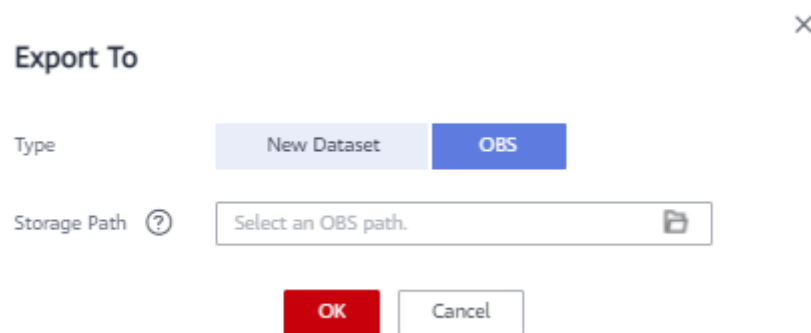 Export To
Type New Dataset OBS
Storage Path ? Select an OBS path.
OK Cancel